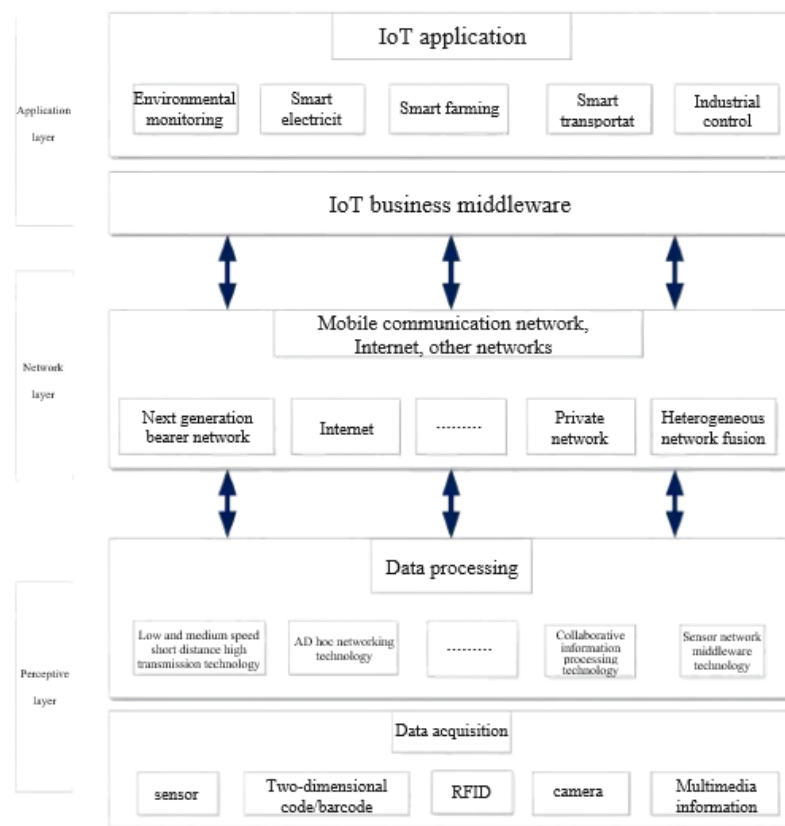 IoT application
Environmental
monitoring
Smart
electricit
Smart farming
Smart
transportat
Industrial
control
Application
layer
IoT business middleware
Mobile communication network,
Internet, other networks
Network
layer
Next generation
bearer network
Internet
---------
Private
network
Heterogeneous
network fusion
Data processing
Low and medium speed
short distance high
transmission technology
AD hoc networking
technology
---------
Collaborative
information
processing
technology
Sensor network
middleware
technology
Perceptive
layer
Data acquisition
sensor
Two-dimensional
code/barcode
RFID
camera
Multimedia
information